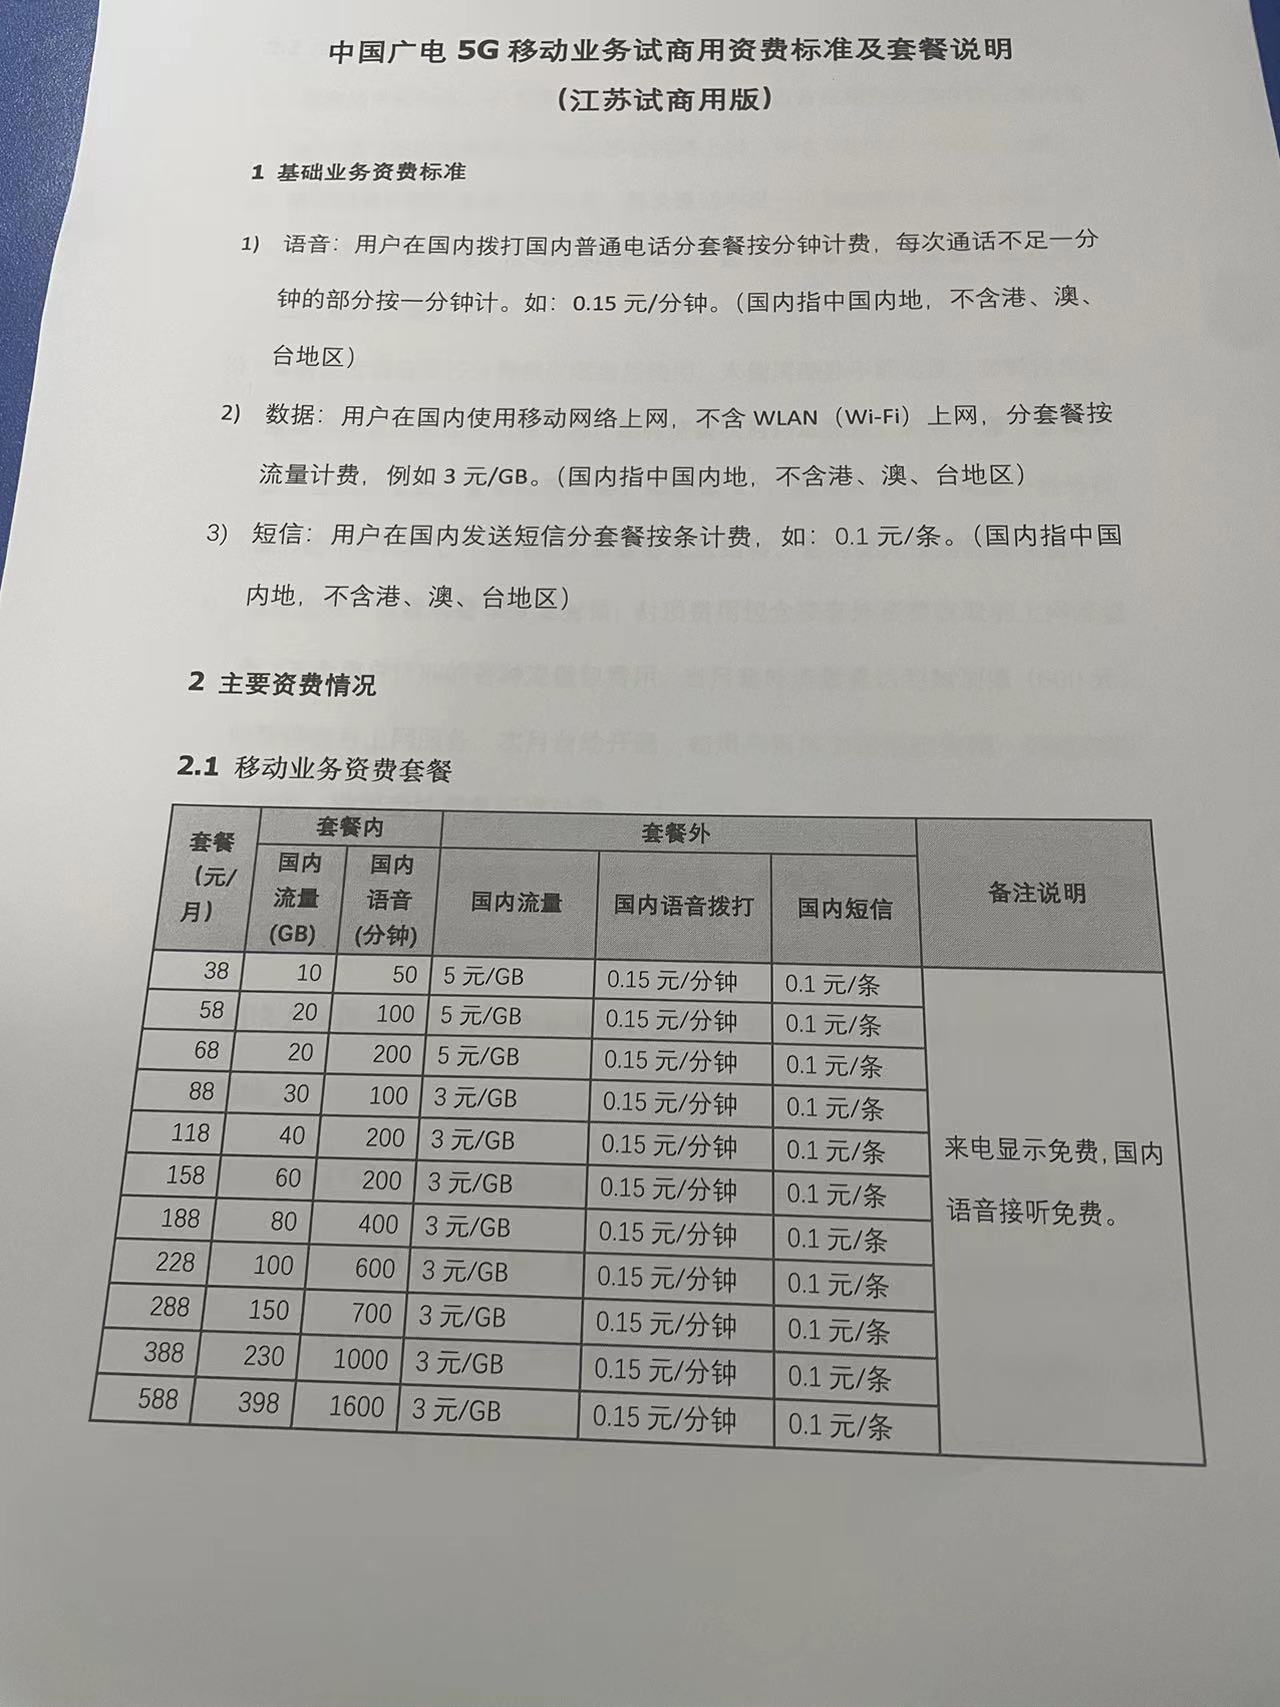 中国广电 5G 移动业务试商用资费标准及套餐说明
（江苏试商用版）
1 基础业务资费标准
1) 语音：用户在国内拨打国内普通电话分套餐按分钟计费，每次通话不足一分
钟的部分按一分钟计。如：0.15 元/分钟。（国内指中国内地，不含港、澳、
台地区）
2) 数据：用户在国内使用移动网络上网，不含 WLAN（Wi-Fi）上网，分套餐按
流量计费，例如 3 元/GB。（国内指中国内地，不含港、澳、台地区）
3) 短信：用户在国内发送短信分套餐按条计费，如：0.1 元/条。（国内指中国
内地，不含港、澳、台地区）
2 主要资费情况
2.1 移动业务资费套餐
套餐（元/月） 套餐内 套餐外 备注说明
国内流量(GB) 国内语音(分钟) 国内流量 国内语音拨打 国内短信
38 10 50 5 元/GB 0.15 元/分钟 0.1 元/条
58 20 100 5 元/GB 0.15 元/分钟 0.1 元/条
68 20 200 5 元/GB 0.15 元/分钟 0.1 元/条
88 30 100 3 元/GB 0.15 元/分钟 0.1 元/条
118 40 200 3 元/GB 0.15 元/分钟 0.1 元/条
158 60 200 3 元/GB 0.15 元/分钟 0.1 元/条
188 80 400 3 元/GB 0.15 元/分钟 0.1 元/条
228 100 600 3 元/GB 0.15 元/分钟 0.1 元/条
288 150 700 3 元/GB 0.15 元/分钟 0.1 元/条
388 230 1000 3 元/GB 0.15 元/分钟 0.1 元/条
588 398 1600 3 元/GB 0.15 元/分钟 0.1 元/条
来电显示免费，国内
语音接听免费。